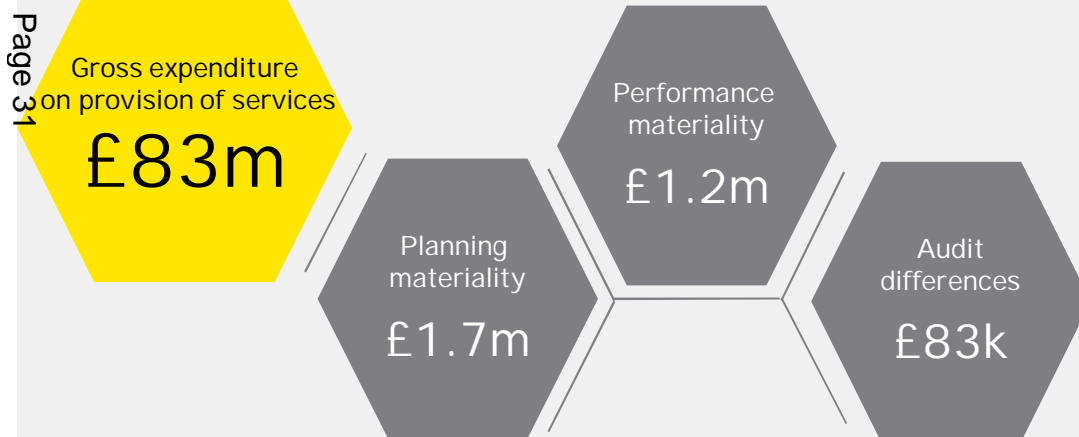 Page 31
Gross expenditure
on provision of services
£83m
Planning
materiality
£1.7m
Performance
materiality
£1.2m
Audit
differences
£83k